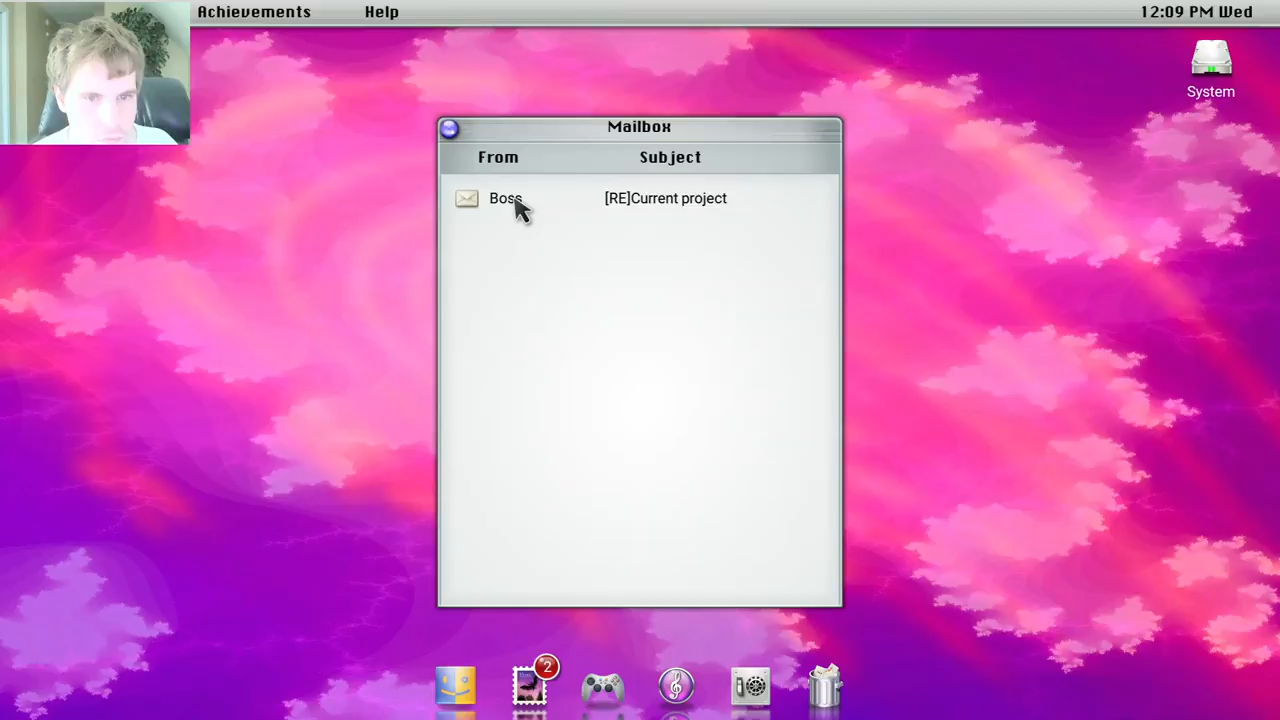 Achievements Help 12:09 PM Wed
System
Mailbox
From Subject
Boss [RE]Current project
2